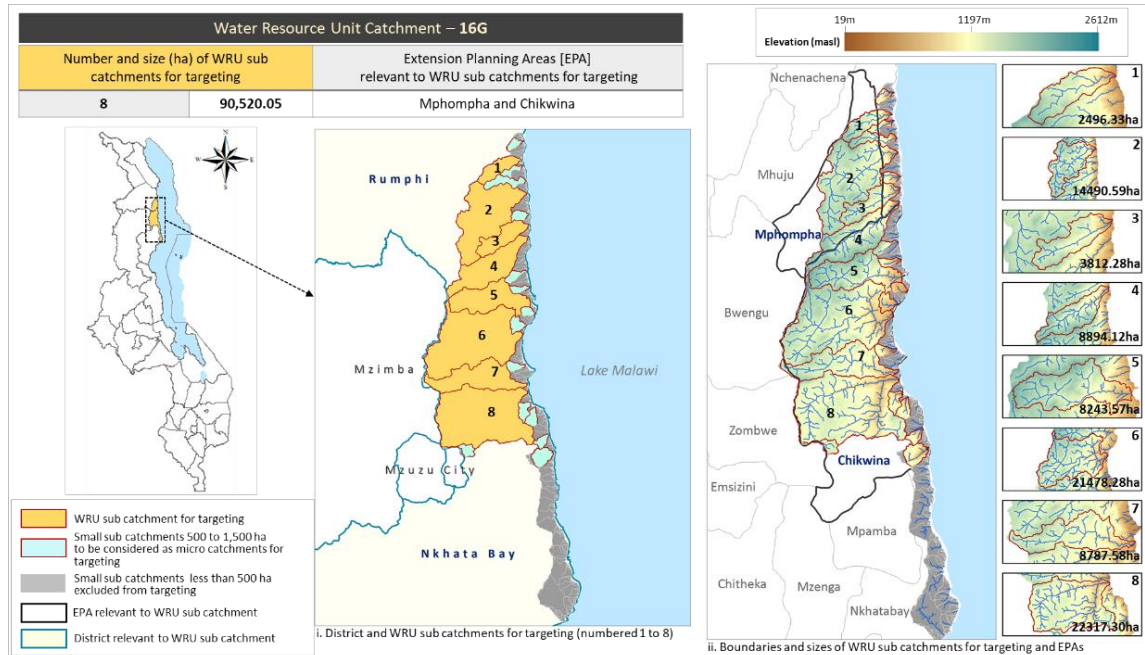 Water Resource Unit Catchment – 16G
Number and size (ha) of WRU sub
catchments for targeting
Extension Planning Areas [EPA]
relevant to WRU sub catchments for targeting
8
90,520.05
Mphompha and Chikwina
N
W
E
S
Rumphi
1
2
3
4
5
6
7
8
Mzimba
Lake Malawi
Mzuzu City
Nkhata Bay
WRU sub catchment for targeting
Small sub catchments 500 to 1,500 ha
to be considered as micro catchments for
targeting
Small sub catchments less than 500 ha
excluded from targeting
EPA relevant to WRU sub catchment
District relevant to WRU sub catchment
i. District and WRU sub catchments for targeting (numbered 1 to 8)
19m
1197m
2612m
Elevation (masl)
Nchenachena
1
Mhuju
2
3
Mphompha
4
5
Bwengu
6
7
8
Zombwe
Chikwina
Emsizini
Mpamba
Chitheka
Mzenga
Nkhatabay
ii. Boundaries and sizes of WRU sub catchments for targeting and EPAs
1
2496.33ha
2
14490.59ha
3
3812.28ha
4
8894.12ha
5
8243.57ha
6
21478.28ha
7
8787.58ha
8
22317.30ha